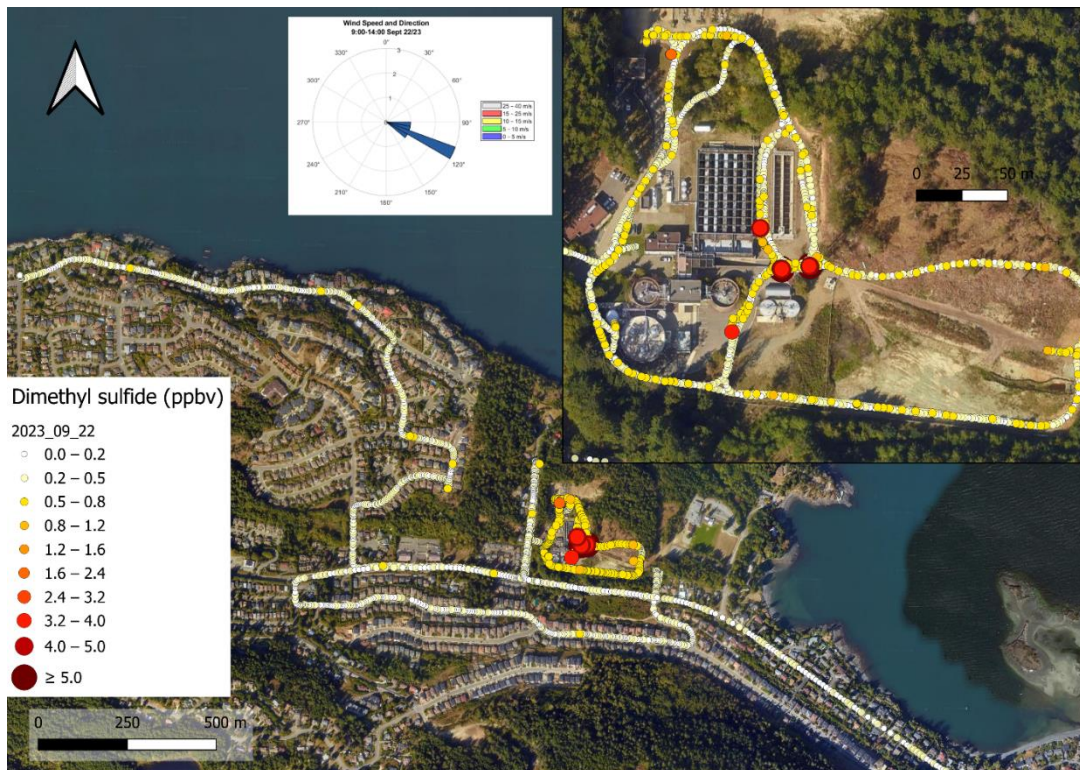 Wind Speed and Direction
9:00-14:00 Sept 22/23
0°
30°
60°
90°
120°
150°
180°
210°
240°
270°
300°
330°
3
2
1
25 – 40 m/s
15 – 25 m/s
10 – 15 m/s
5 – 10 m/s
0 – 5 m/s
0 25 50 m
Dimethyl sulfide (ppbv)
2023_09_22
0.0 – 0.2
0.2 – 0.5
0.5 – 0.8
0.8 – 1.2
1.2 – 1.6
1.6 – 2.4
2.4 – 3.2
3.2 – 4.0
4.0 – 5.0
≥ 5.0
0 250 500 m